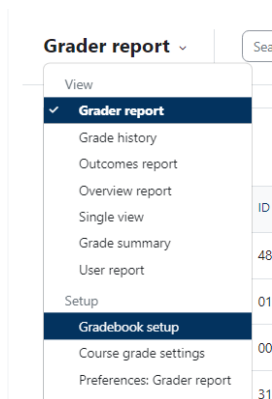 Grader report
Sea
View
Grader report
Grade history
Outcomes report
Overview report
Single view
Grade summary
User report
ID
48
Setup
01
Gradebook setup
Course grade settings
00
Preferences: Grader report
31